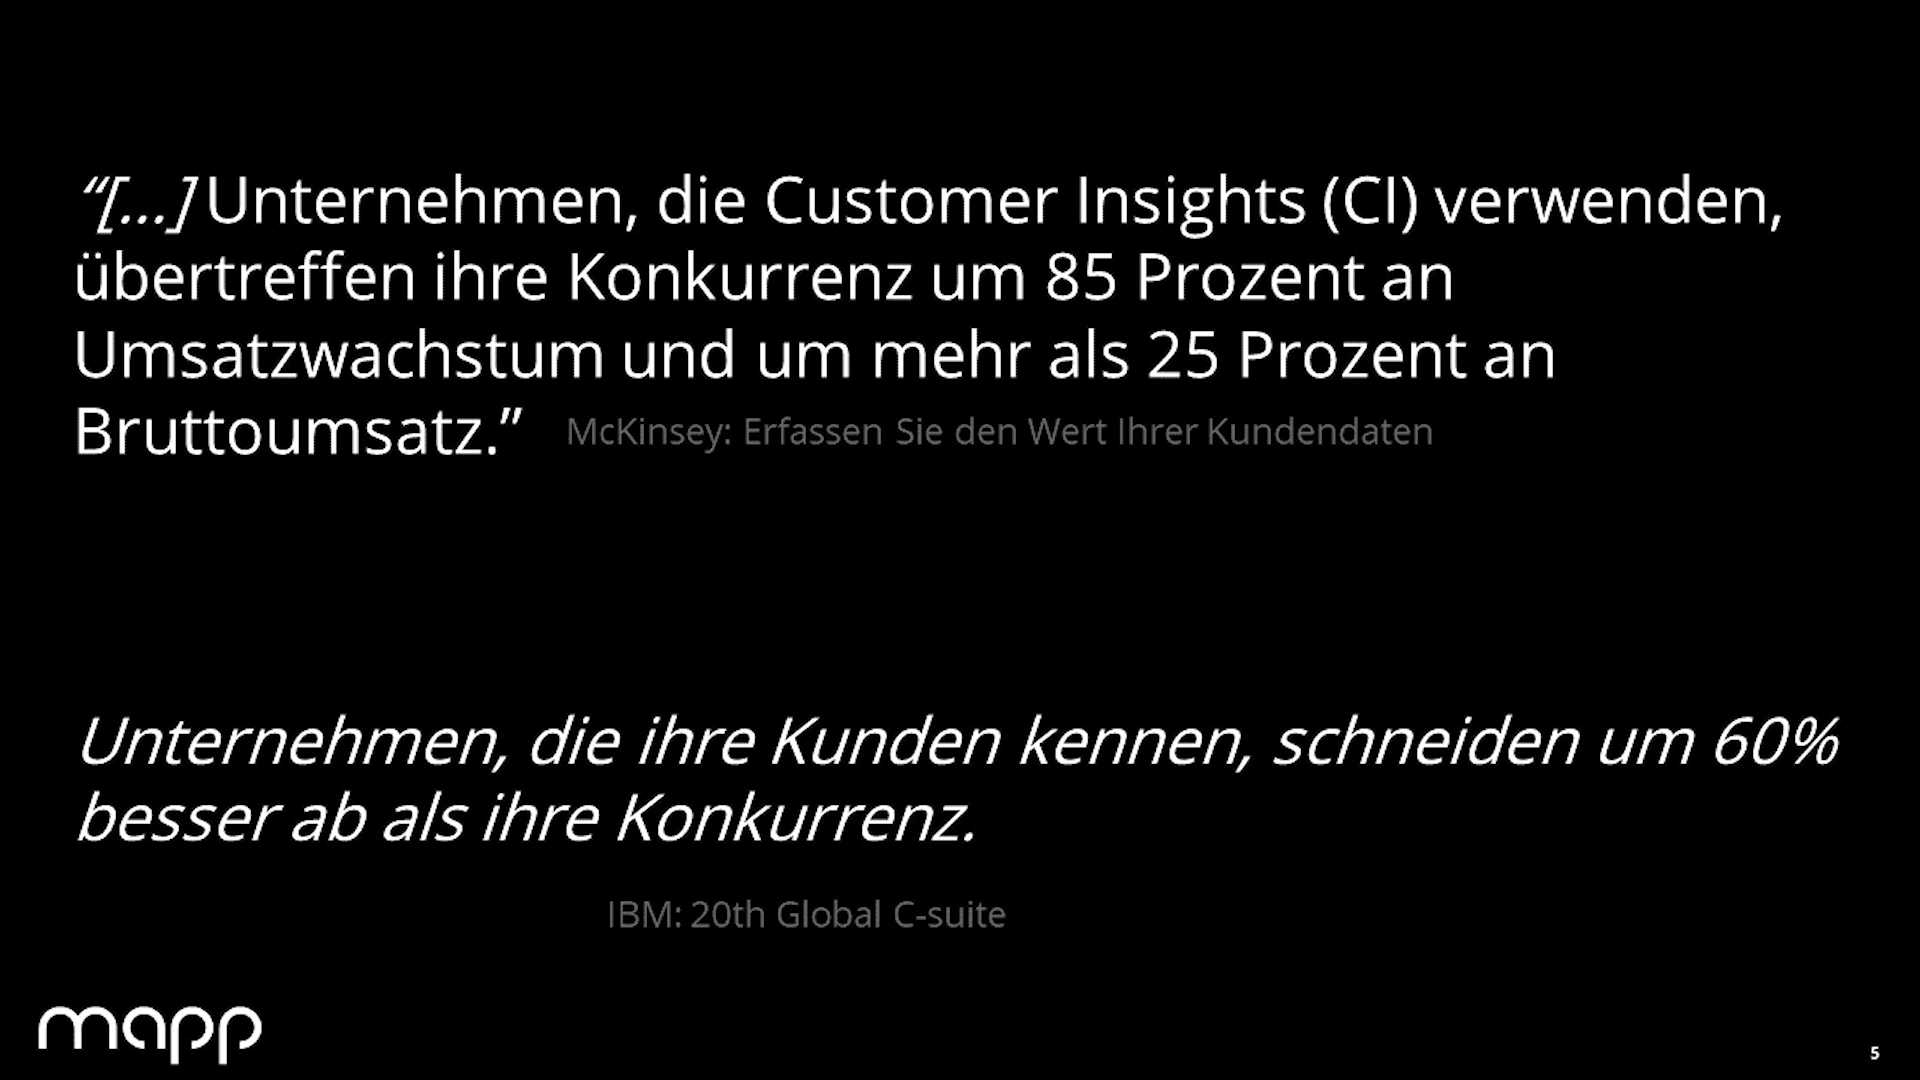 “[...] Unternehmen, die Customer Insights (CI) verwenden,
übertreffen ihre Konkurrenz um 85 Prozent an
Umsatzwachstum und um mehr als 25 Prozent an
Bruttoumsatz.” McKinsey: Erfassen Sie den Wert Ihrer Kundendaten
Unternehmen, die ihre Kunden kennen, schneiden um 60%
besser ab als ihre Konkurrenz.
IBM: 20th Global C-suite
mapp
5